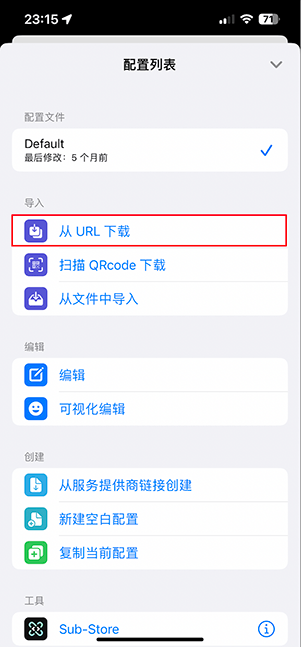 23:15
71
配置列表
配置文件
Default
最后修改：5 个月前
导入
从 URL 下载
扫描 QRcode 下载
从文件中导入
编辑
编辑
可视化编辑
创建
从服务提供商链接创建
新建空白配置
复制当前配置
工具
Sub-Store